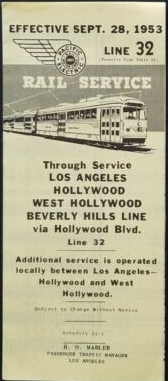 EFFECTIVE SEPT. 28, 1953
LINE 32
PACIFIC
ELECTRIC
RAIL SERVICE
Through Service
LOS ANGELES
HOLLYWOOD
WEST HOLLYWOOD
BEVERLY HILLS LINE
via Hollywood Blvd.
Line 32
Additional service is operated
locally between Los Angeles—
Hollywood and West
Hollywood.
Subject to Change Without Notice
Schedule
H. O. MARLER
PASSENGER TRAFFIC MANAGER
LOS ANGELES